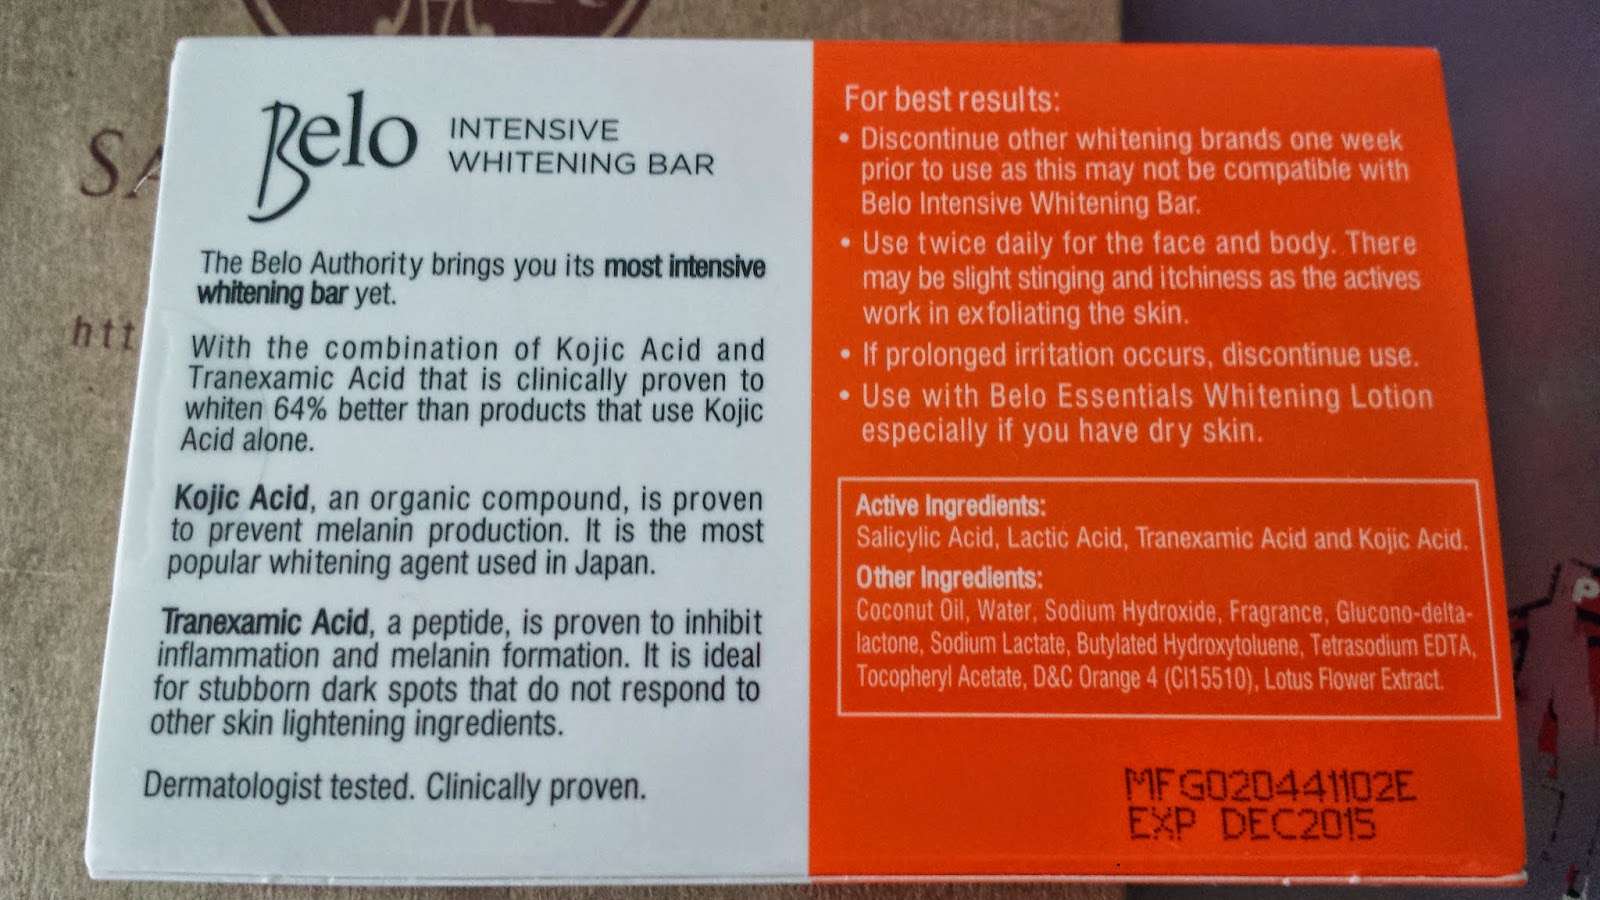 Belo INTENSIVE
WHITENING BAR
The Belo Authority brings you its most intensive
whitening bar yet.
With the combination of Kojic Acid and
Tranexamic Acid that is clinically proven to
whiten 64% better than products that use Kojic
Acid alone.
Kojic Acid, an organic compound, is proven
to prevent melanin production. It is the most
popular whitening agent used in Japan.
Tranexamic Acid, a peptide, is proven to inhibit
inflammation and melanin formation. It is ideal
for stubborn dark spots that do not respond to
other skin lightening ingredients.
Dermatologist tested. Clinically proven.
For best results:
• Discontinue other whitening brands one week
prior to use as this may not be compatible with
Belo Intensive Whitening Bar.
• Use twice daily for the face and body. There
may be slight stinging and itchiness as the actives
work in exfoliating the skin.
• If prolonged irritation occurs, discontinue use.
• Use with Belo Essentials Whitening Lotion
especially if you have dry skin.
Active Ingredients:
Salicylic Acid, Lactic Acid, Tranexamic Acid and Kojic Acid.
Other Ingredients:
Coconut Oil, Water, Sodium Hydroxide, Fragrance, Glucono-delta-
lactone, Sodium Lactate, Butylated Hydroxytoluene, Tetrasodium EDTA,
Tocopheryl Acetate, D&C Orange 4 (CI15510), Lotus Flower Extract.
MFG020441102E
EXP DEC2015
SA
htt
P